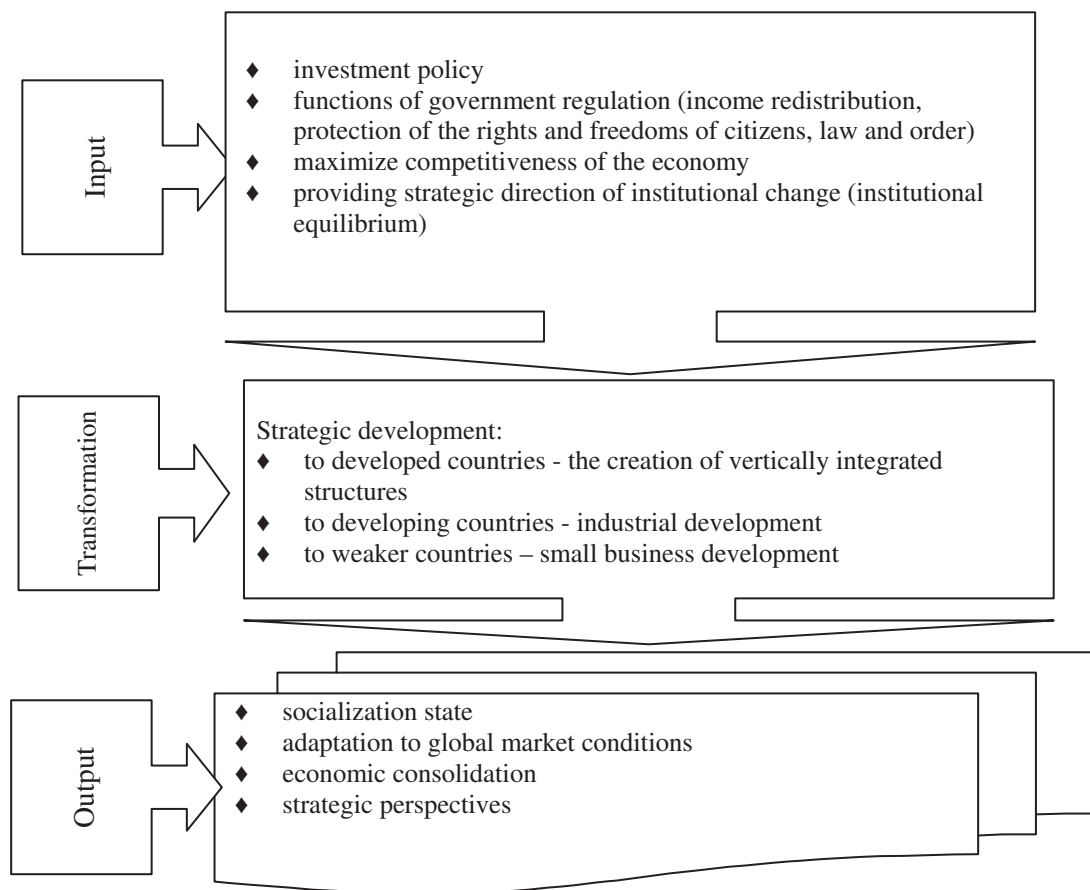 Input
♦ investment policy
♦ functions of government regulation (income redistribution,
protection of the rights and freedoms of citizens, law and order)
♦ maximize competitiveness of the economy
♦ providing strategic direction of institutional change (institutional
equilibrium)
Transformation
Strategic development:
♦ to developed countries - the creation of vertically integrated
structures
♦ to developing countries - industrial development
♦ to weaker countries – small business development
Output
♦ socialization state
♦ adaptation to global market conditions
♦ economic consolidation
♦ strategic perspectives